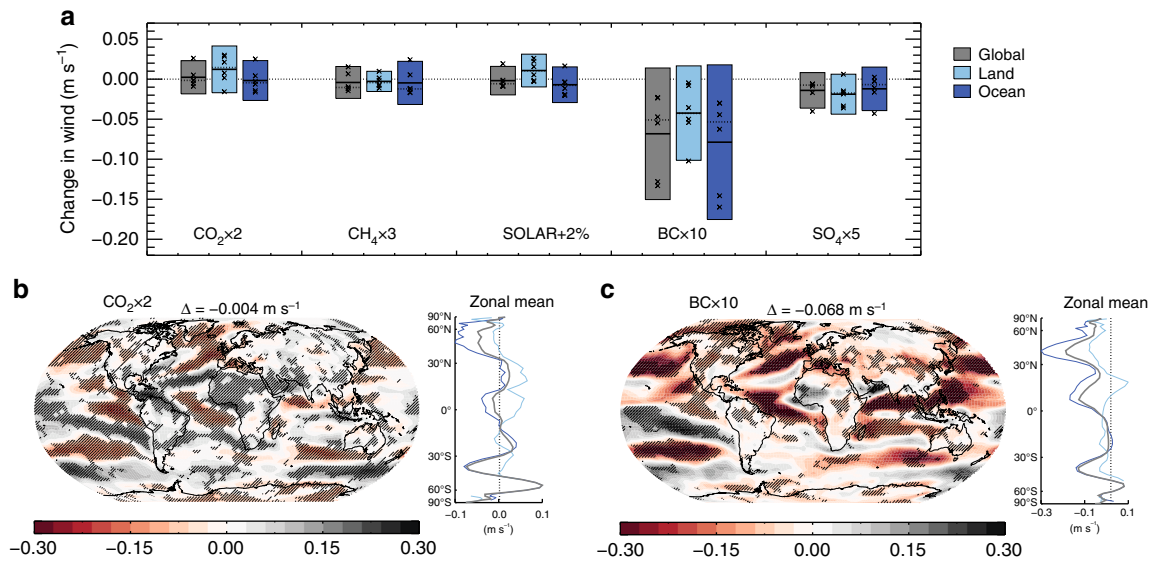 a
Change in wind (m s⁻¹)
0.05
0.00
−0.05
−0.10
−0.15
−0.20
CO₂×2
CH₄×3
SOLAR+2%
BC×10
SO₄×5
Global
Land
Ocean
b
CO₂×2
Δ = −0.004 m s⁻¹
Zonal mean
90°N
60°N
30°N
0°
30°S
60°S
90°S
−0.1 0.0 0.1
(m s⁻¹)
−0.30 −0.15 0.00 0.15 0.30
c
BC×10
Δ = −0.068 m s⁻¹
Zonal mean
90°N
60°N
30°N
0°
30°S
60°S
90°S
−0.3 −0.1 0.1
(m s⁻¹)
−0.30 −0.15 0.00 0.15 0.30